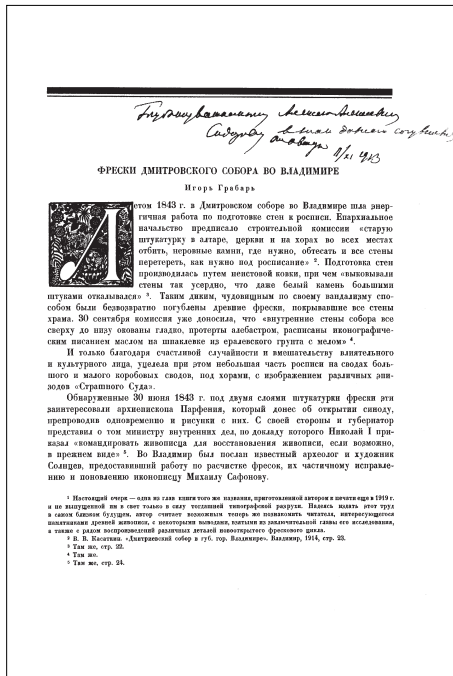 Глубокоуважаемому Алексею
в знак
XI 1923
ФРЕСКИ ДМИТРОВСКОГО СОБОРА ВО ВЛАДИМИРЕ
Игорь Грабарь
Летом 1843 г. в Дмитровском соборе во Владимире шла энер-
гичная работа по подготовке стен к росписи. Епархиальное
начальство предписало строительной комиссии «старую
штукатурку в алтаре, церкви и на хорах во всех местах
отбить, неровны камни, где нужно, обтесать и все стены
перетереть, как нужно под росписание» ². Подготовка стен
производилась путем неистовой ковки, при чем «выковывали
стены так усердно, что даже белый камень большими
штуками откалывался» ³. Таким диким, чудовищным по своему вандализму спо-
собом были безвозвратно погублены древние фрески, покрывавшие все стены
храма. 30 сентября комиссия уже доносила, что «внутренние стены собора все
сверху до низу окованы гладко, протерты алебастром, расписаны иконографиче-
ским писанием маслом на шпаклевке из ералевского грунта с мелом» ⁴.
И только благодаря счастливой случайности и вмешательству влиятельного
и культурного лица, уцелела при этом небольшая часть росписи на сводах боль-
шого и малого коробовых сводов, под хорами, с изображением различных эпи-
зодов «Страшного Суда».
Обнаруженные 30 июня 1843 г. под двумя слоями штукатурки фрески эти
заинтересовали архиепископа Парфения, который донес об открытии синоду,
препроводив одновременно и рисунки с них. С своей стороны и губернатор
представил о том министру внутренних дел, по докладу которого Николай I при-
казал «командировать живописца для восстановления живописи, если возможно,
в прежнем виде» ⁵. Во Владимир был послан известный археолог и художник
Солнцев, предоставивший работу по расчистке фресок, их частичному исправле-
нию и поновлению иконописцу Михаилу Сафонову.
¹ Настоящий очерк — одна из глав книги того же названия, приготовленной автором к печати еще в 1919 г.
и не выпущенной им в свет только в силу тогдашней типографской разрухи. Надеясь издать этот труд
в самом близком будущем, автор считает возможным теперь же познакомить читателя, интересующегося
памятниками древней живописи, с некоторыми выводами, взятыми из заключительной главы его исследования,
а также с рядом воспроизведений различных деталей новооткрытого фрескового цикла.
² В. В. Касаткин. «Дмитриевский собор в губ. гор. Владимире». Владимир, 1914, стр. 23.
³ Там же, стр. 22.
⁴ Там же.
⁵ Там же, стр. 24.